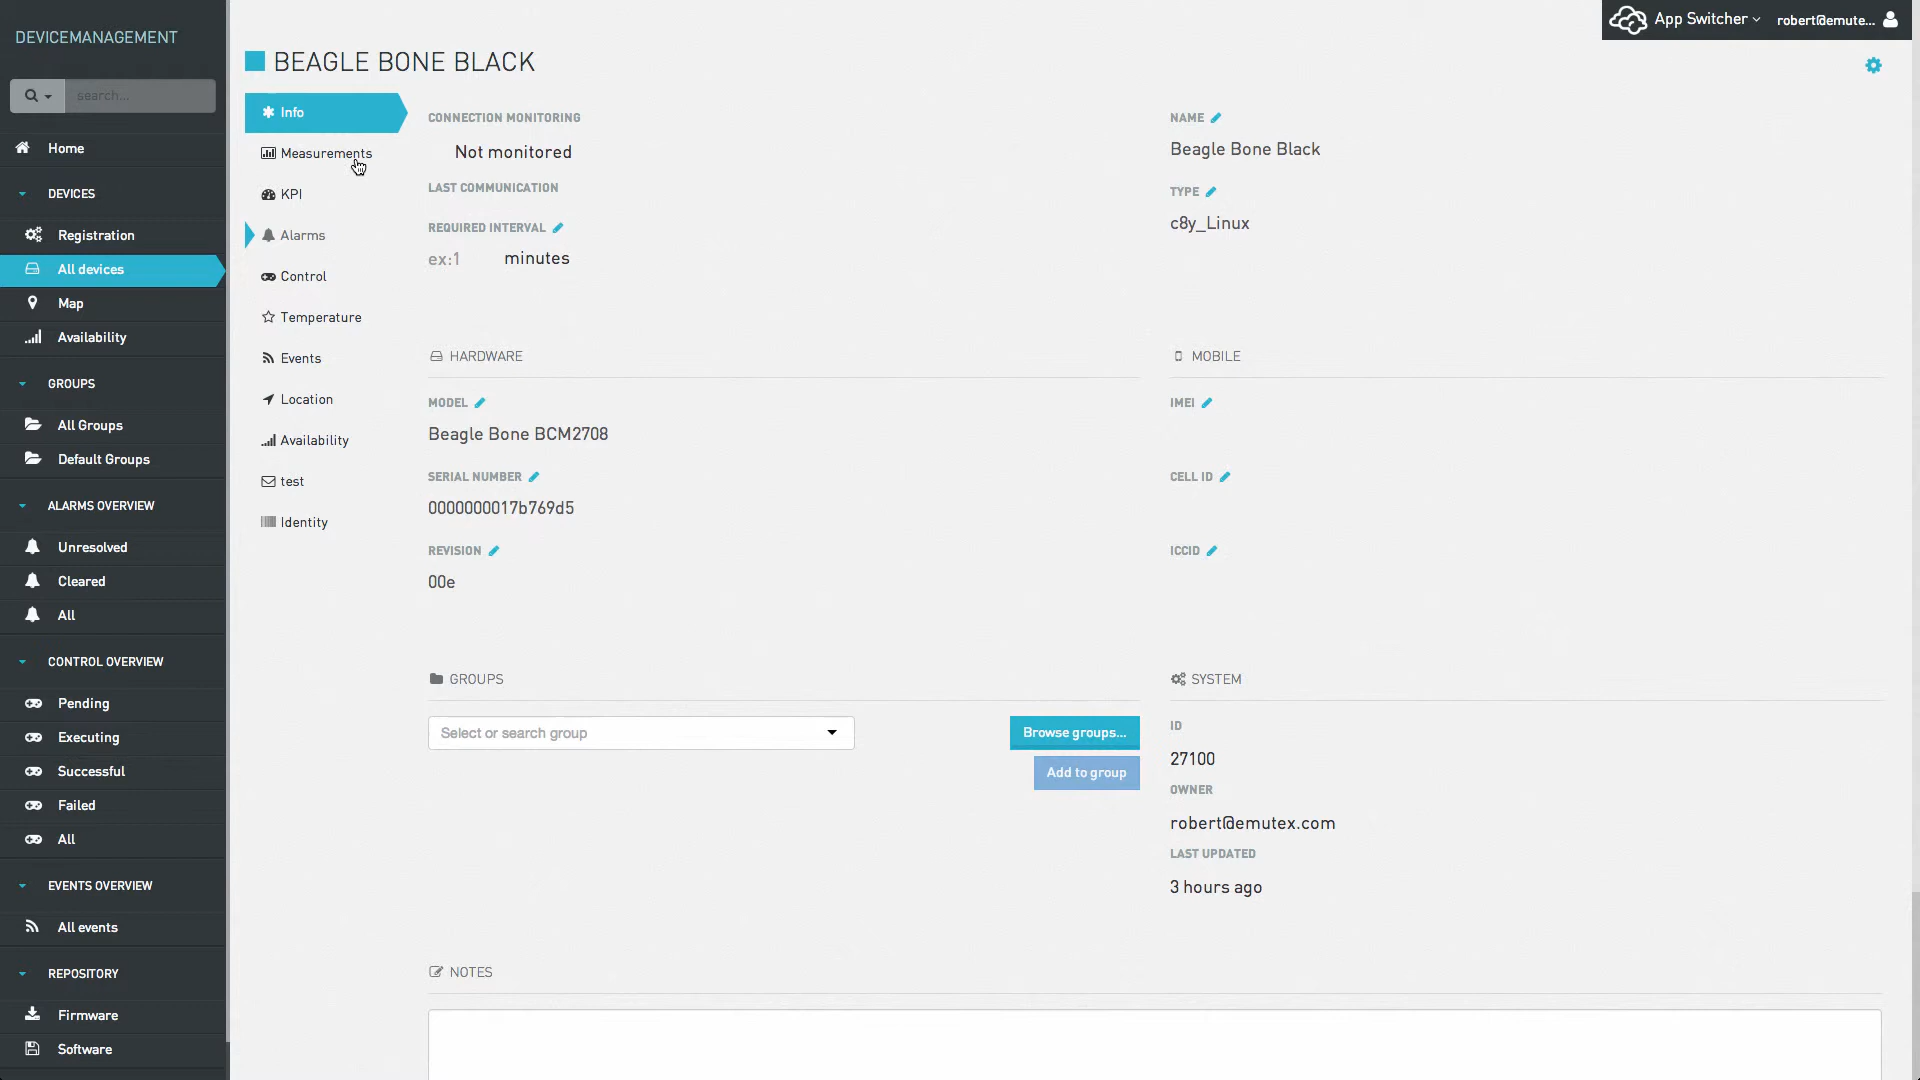 DEVICEMANAGEMENT
search...
Home
DEVICES
Registration
All devices
Map
Availability
GROUPS
All Groups
Default Groups
ALARMS OVERVIEW
Unresolved
Cleared
All
CONTROL OVERVIEW
Pending
Executing
Successful
Failed
All
EVENTS OVERVIEW
All events
REPOSITORY
Firmware
Software
App Switcher
robert@emute...
BEAGLE BONE BLACK
Info
Measurements
KPI
Alarms
Control
Temperature
Events
Location
Availability
test
Identity
CONNECTION MONITORING
Not monitored
LAST COMMUNICATION
REQUIRED INTERVAL
ex:1 minutes
NAME
Beagle Bone Black
TYPE
c8y_Linux
HARDWARE
MODEL
Beagle Bone BCM2708
SERIAL NUMBER
0000000017b769d5
REVISION
00e
MOBILE
IMEI
CELL ID
ICCID
GROUPS
Select or search group
Browse groups...
Add to group
SYSTEM
ID
27100
OWNER
robert@emutex.com
LAST UPDATED
3 hours ago
NOTES